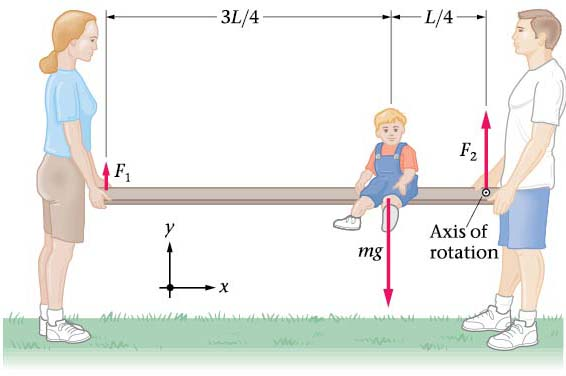 3L/4
L/4
F₁
F₂
Axis of
rotation
mg
y
x